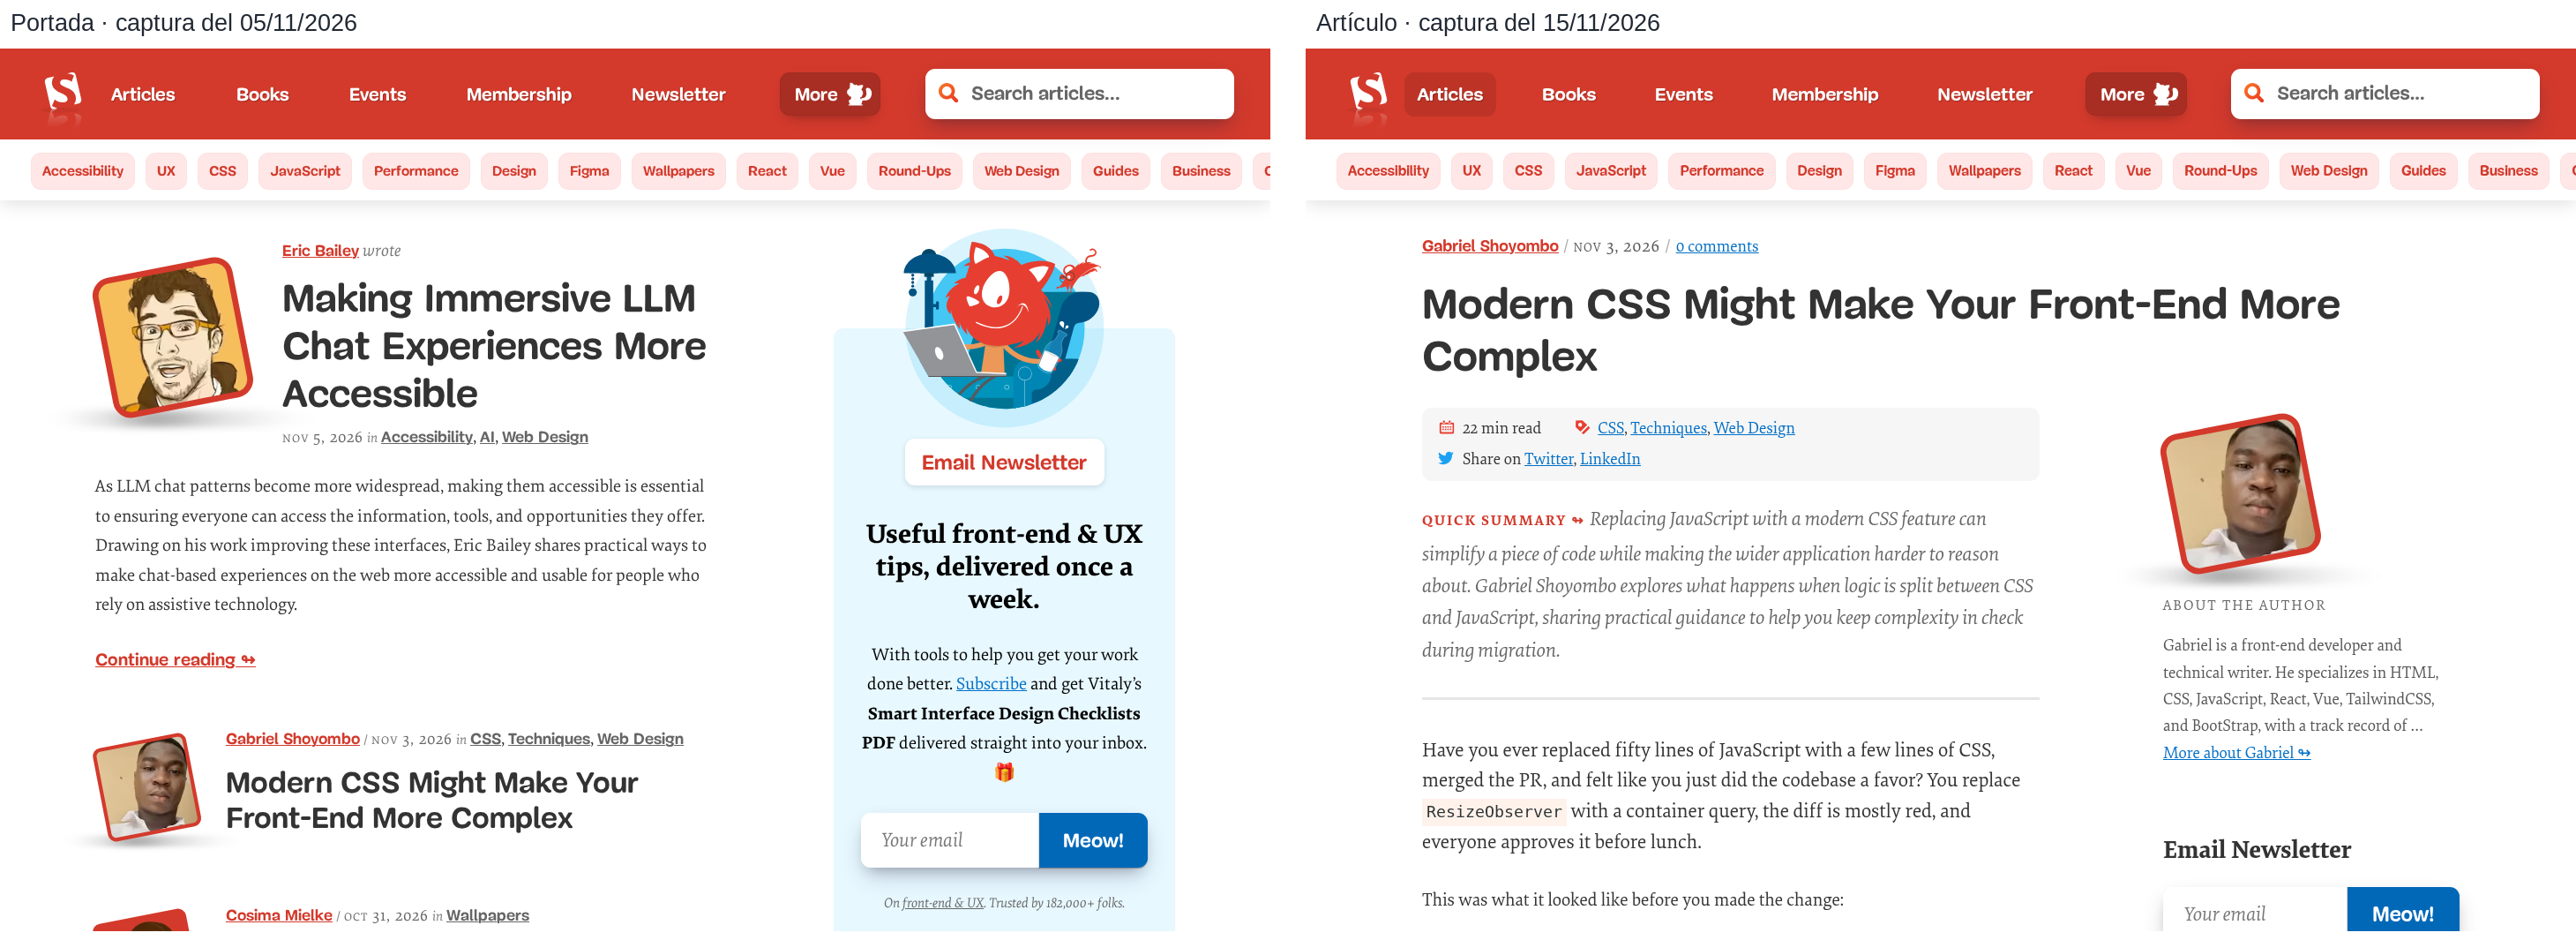 Portada · captura del 05/11/2026
Articles
Books
Events
Membership
Newsletter
More
Search articles...
Accessibility
UX
CSS
JavaScript
Performance
Design
Figma
Wallpapers
React
Vue
Round-Ups
Web Design
Guides
Business
Eric Bailey wrote
Making Immersive LLM
Chat Experiences More
Accessible
NOV 5, 2026 in Accessibility, AI, Web Design
As LLM chat patterns become more widespread, making them accessible is essential
to ensuring everyone can access the information, tools, and opportunities they offer.
Drawing on his work improving these interfaces, Eric Bailey shares practical ways to
make chat-based experiences on the web more accessible and usable for people who
rely on assistive technology.
Continue reading ↬
Gabriel Shoyombo / NOV 3, 2026 in CSS, Techniques, Web Design
Modern CSS Might Make Your
Front-End More Complex
Cosima Mielke / OCT 31, 2026 in Wallpapers
Email Newsletter
Useful front-end & UX
tips, delivered once a
week.
With tools to help you get your work
done better. Subscribe and get Vitaly’s
Smart Interface Design Checklists
PDF delivered straight into your inbox.
🎁
Your email
Meow!
On front-end & UX. Trusted by 182,000+ folks.
Artículo · captura del 15/11/2026
Articles
Books
Events
Membership
Newsletter
More
Search articles...
Accessibility
UX
CSS
JavaScript
Performance
Design
Figma
Wallpapers
React
Vue
Round-Ups
Web Design
Guides
Business
Gabriel Shoyombo / NOV 3, 2026 / 0 comments
Modern CSS Might Make Your Front-End More
Complex
22 min read
CSS, Techniques, Web Design
Share on Twitter, LinkedIn
QUICK SUMMARY ↬ Replacing JavaScript with a modern CSS feature can
simplify a piece of code while making the wider application harder to reason
about. Gabriel Shoyombo explores what happens when logic is split between CSS
and JavaScript, sharing practical guidance to help you keep complexity in check
during migration.
Have you ever replaced fifty lines of JavaScript with a few lines of CSS,
merged the PR, and felt like you just did the codebase a favor? You replace
ResizeObserver with a container query, the diff is mostly red, and
everyone approves it before lunch.
This was what it looked like before you made the change:
ABOUT THE AUTHOR
Gabriel is a front-end developer and
technical writer. He specializes in HTML,
CSS, JavaScript, React, Vue, TailwindCSS,
and BootStrap, with a track record of …
More about Gabriel ↬
Email Newsletter
Your email
Meow!